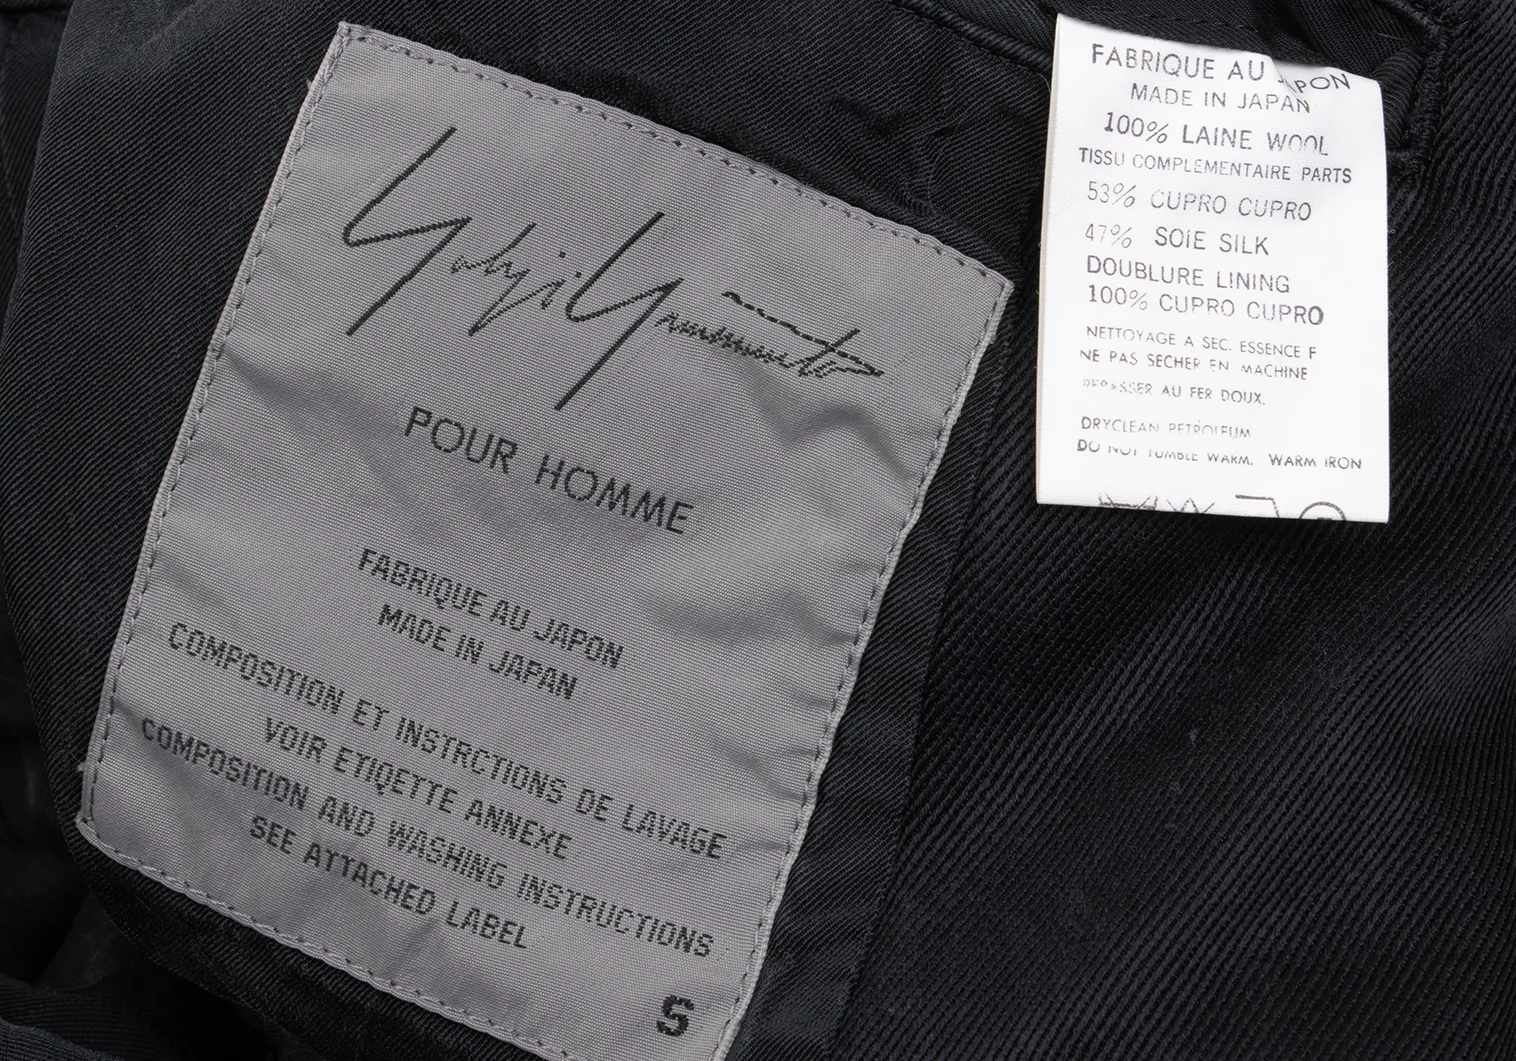 Yohji Yamamoto
POUR HOMME
FABRIQUE AU JAPON
MADE IN JAPAN
COMPOSITION ET INSTRCTIONS DE LAVAGE
VOIR ETIQETTE ANNEXE
COMPOSITION AND WASHING INSTRUCTIONS
SEE ATTACHED LABEL
S
FABRIQUE AU JAPON
MADE IN JAPAN
100% LAINE WOOL
TISSU COMPLEMENTAIRE PARTS
53% CUPRO CUPRO
47% SOIE SILK
DOUBLURE LINING
100% CUPRO CUPRO
NETTOYAGE A SEC. ESSENCE F
NE PAS SECHER EN MACHINE
AU FER DOUX.
DRYCLEAN PETROLEUM
DO NOT TUMBLE WARM. WARM IRON